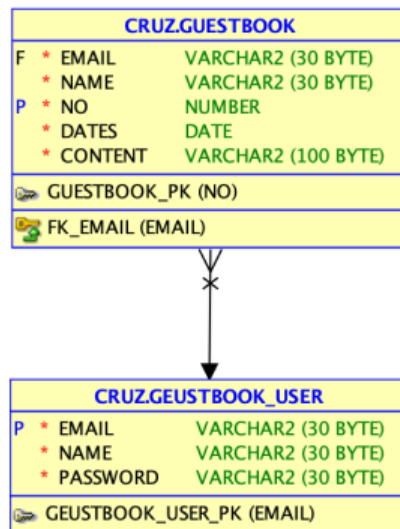 CRUZ.GUESTBOOK
F * EMAIL VARCHAR2 (30 BYTE)
* NAME VARCHAR2 (30 BYTE)
P * NO NUMBER
* DATES DATE
* CONTENT VARCHAR2 (100 BYTE)
GUESTBOOK_PK (NO)
FK_EMAIL (EMAIL)
CRUZ.GEUSTBOOK_USER
P * EMAIL VARCHAR2 (30 BYTE)
* NAME VARCHAR2 (30 BYTE)
* PASSWORD VARCHAR2 (30 BYTE)
GEUSTBOOK_USER_PK (EMAIL)